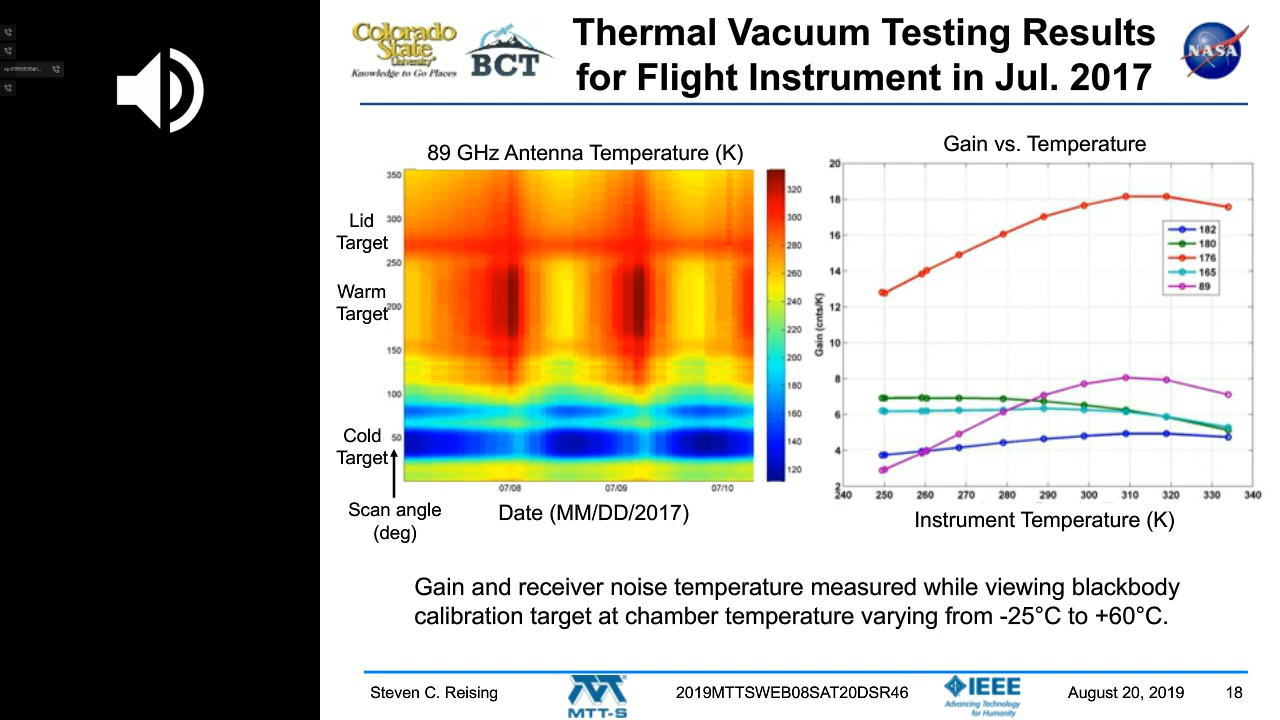 Colorado
State
University
Knowledge to Go Places
BCT
Thermal Vacuum Testing Results
for Flight Instrument in Jul. 2017
NASA
89 GHz Antenna Temperature (K)
350
300
250
200
150
100
50
Lid
Target
Warm
Target
Cold
Target
Scan angle
(deg)
07/08
07/09
07/10
Date (MM/DD/2017)
320
300
280
260
240
220
200
180
160
140
120
Gain vs. Temperature
20
18
16
14
12
10
8
6
4
2
Gain (cnts/K)
182
180
176
165
89
240
250
260
270
280
290
300
310
320
330
340
Instrument Temperature (K)
Gain and receiver noise temperature measured while viewing blackbody
calibration target at chamber temperature varying from -25°C to +60°C.
Steven C. Reising
MTT-S
2019MTTSWEB08SAT20DSR46
IEEE
Advancing Technology
for Humanity
August 20, 2019
18